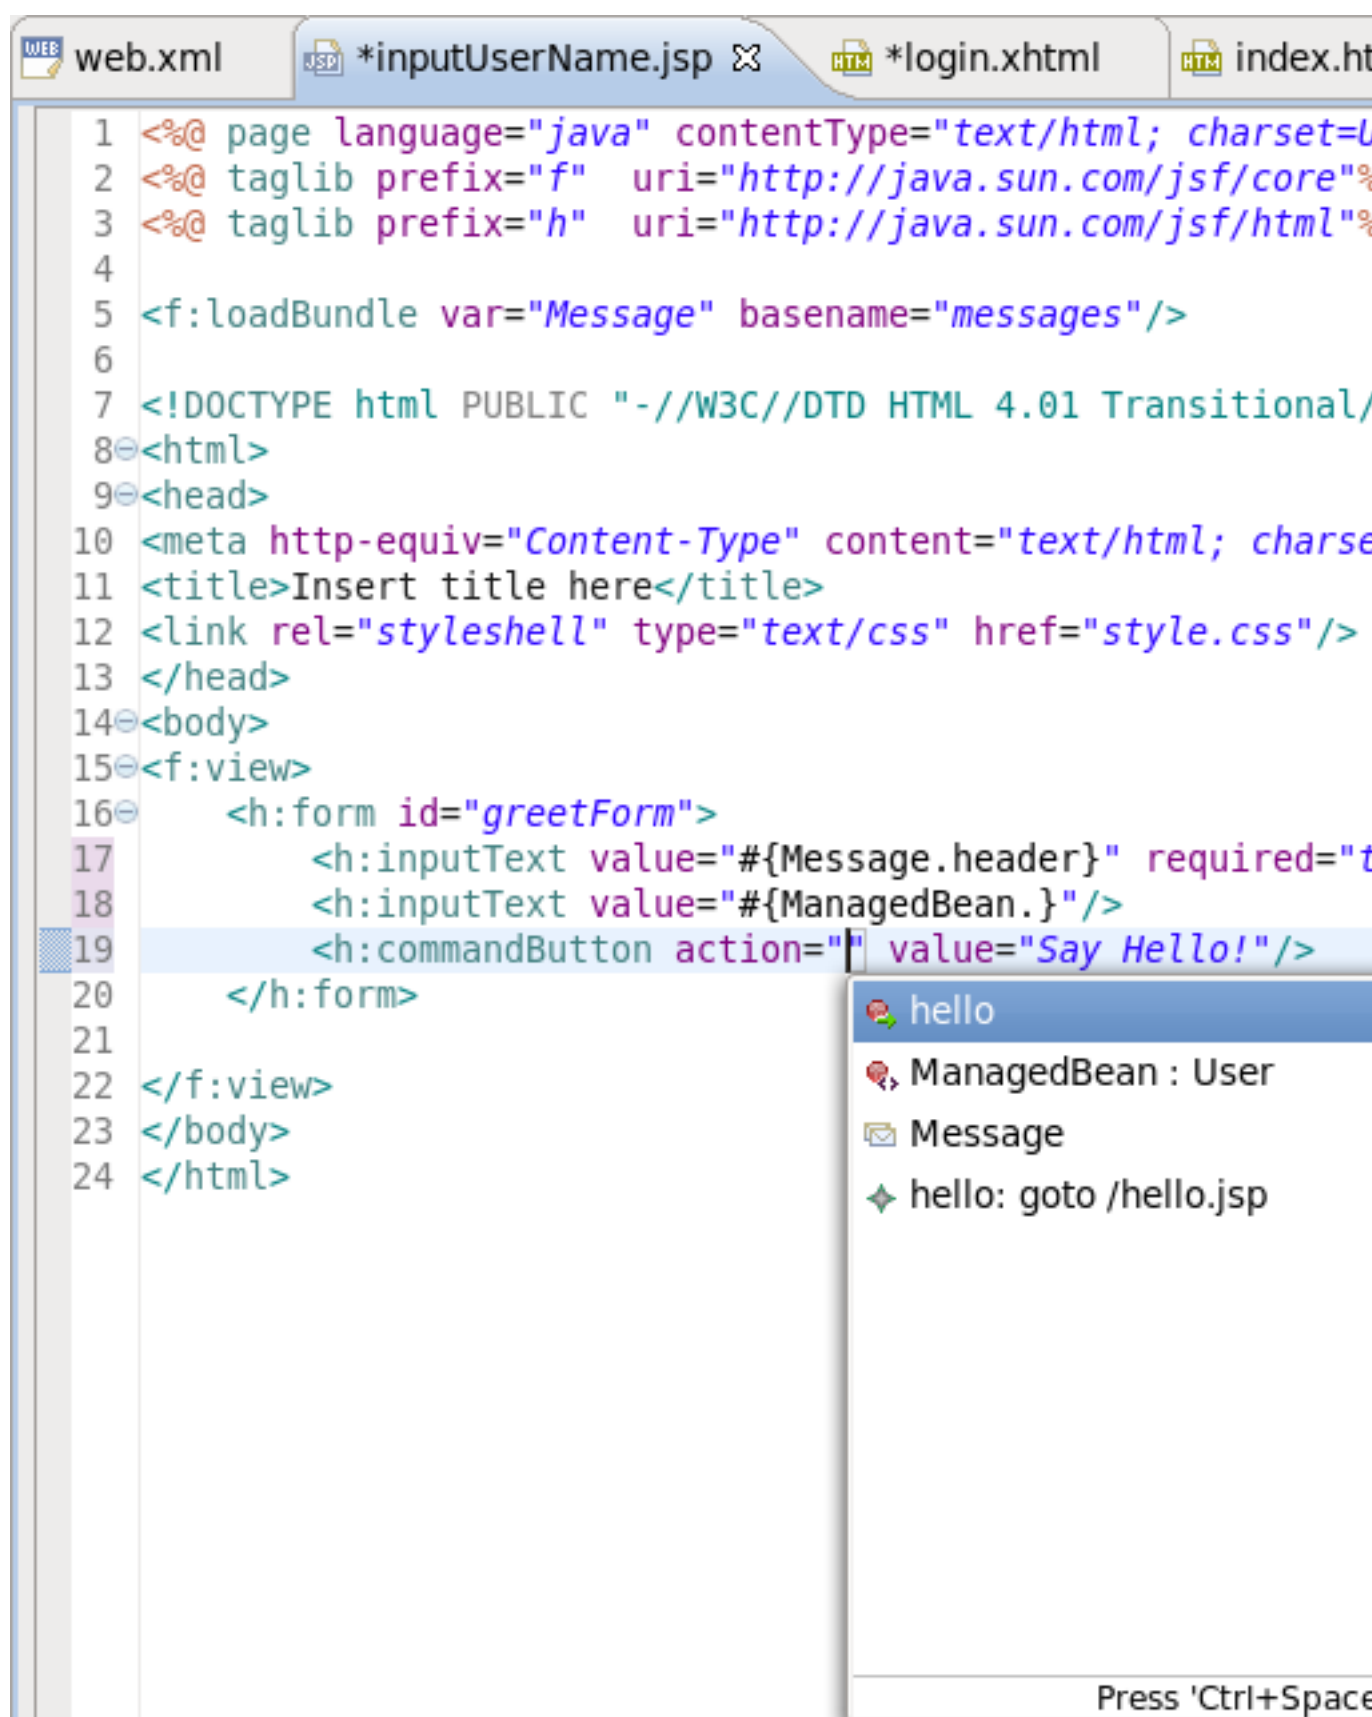 WEB web.xml JSP *inputUserName.jsp HTM *login.xhtml HTM index.ht
1 <%@ page language="java" contentType="text/html; charset=U
2 <%@ taglib prefix="f"  uri="http://java.sun.com/jsf/core"%
3 <%@ taglib prefix="h"  uri="http://java.sun.com/jsf/html"%
4
5 <f:loadBundle var="Message" basename="messages"/>
6
7 <!DOCTYPE html PUBLIC "-//W3C//DTD HTML 4.01 Transitional/
8 <html>
9 <head>
10 <meta http-equiv="Content-Type" content="text/html; charse
11 <title>Insert title here</title>
12 <link rel="styleshell" type="text/css" href="style.css"/>
13 </head>
14 <body>
15 <f:view>
16     <h:form id="greetForm">
17         <h:inputText value="#{Message.header}" required="t
18         <h:inputText value="#{ManagedBean.}"/>
19         <h:commandButton action="" value="Say Hello!"/>
20     </h:form>
21
22 </f:view>
23 </body>
24 </html>
hello
ManagedBean : User
Message
hello: goto /hello.jsp
Press 'Ctrl+Space